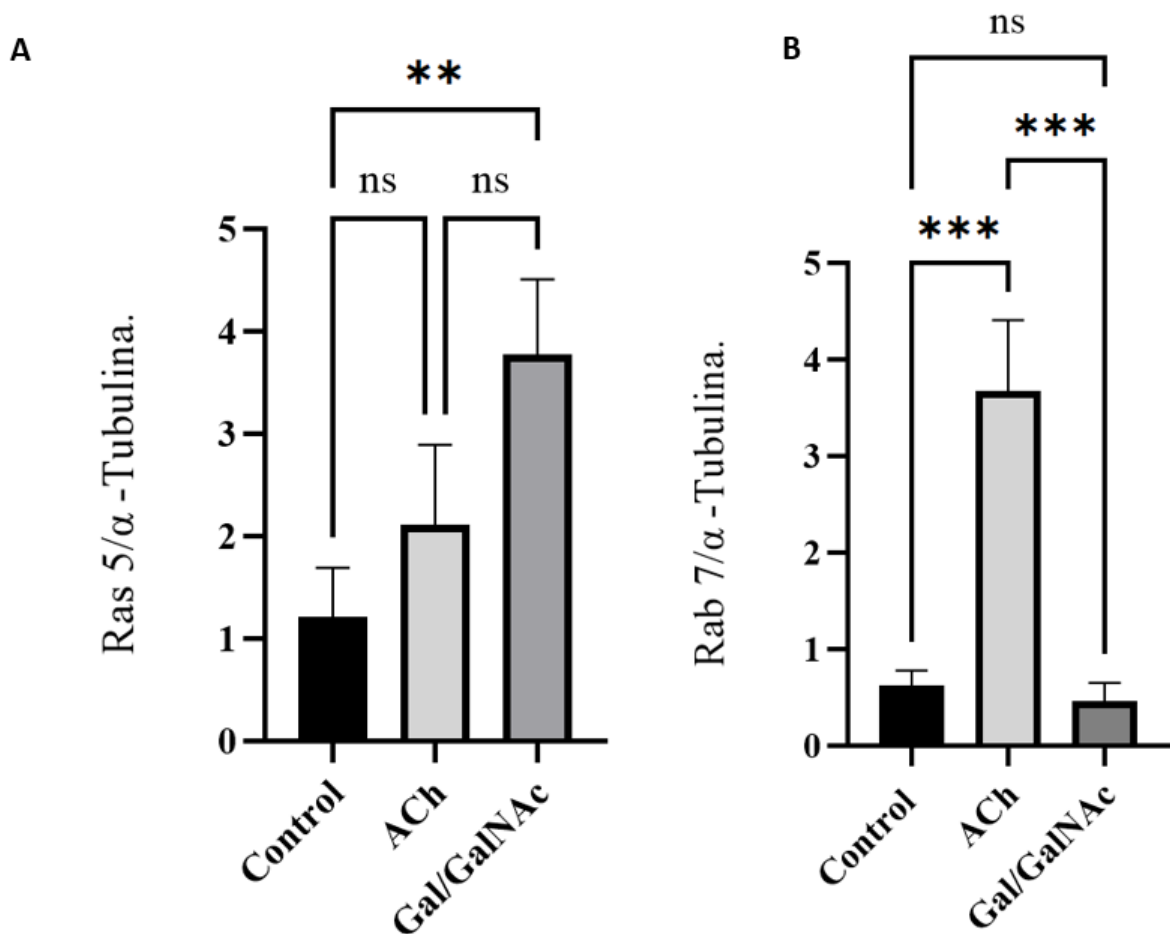 A
**
ns
ns
5
4
3
2
1
0
Ras 5/α -Tubulina.
Control
ACh
Gal/GalNAc
B
ns
***
***
5
4
3
2
1
0
Rab 7/α -Tubulina.
Control
ACh
Gal/GalNAc